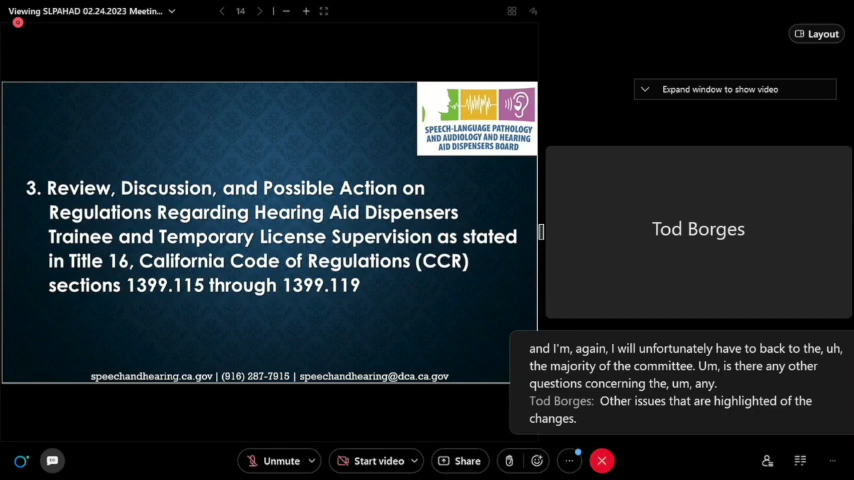 Viewing SLPAHAD 02.24.2023 Meetin...
14
Layout
Expand window to show video
SPEECH-LANGUAGE PATHOLOGY
AND AUDIOLOGY AND HEARING
AID DISPENSERS BOARD
3. Review, Discussion, and Possible Action on
Regulations Regarding Hearing Aid Dispensers
Trainee and Temporary License Supervision as stated
in Title 16, California Code of Regulations (CCR)
sections 1399.115 through 1399.119
speechandhearing.ca.gov | (916) 287-7915 | speechandhearing@dca.ca.gov
Tod Borges
and I'm, again, I will unfortunately have to back to the, uh,
the majority of the committee. Um, is there any other
questions concerning the, um, any.
Tod Borges: Other issues that are highlighted of the
changes.
Unmute
Start video
Share